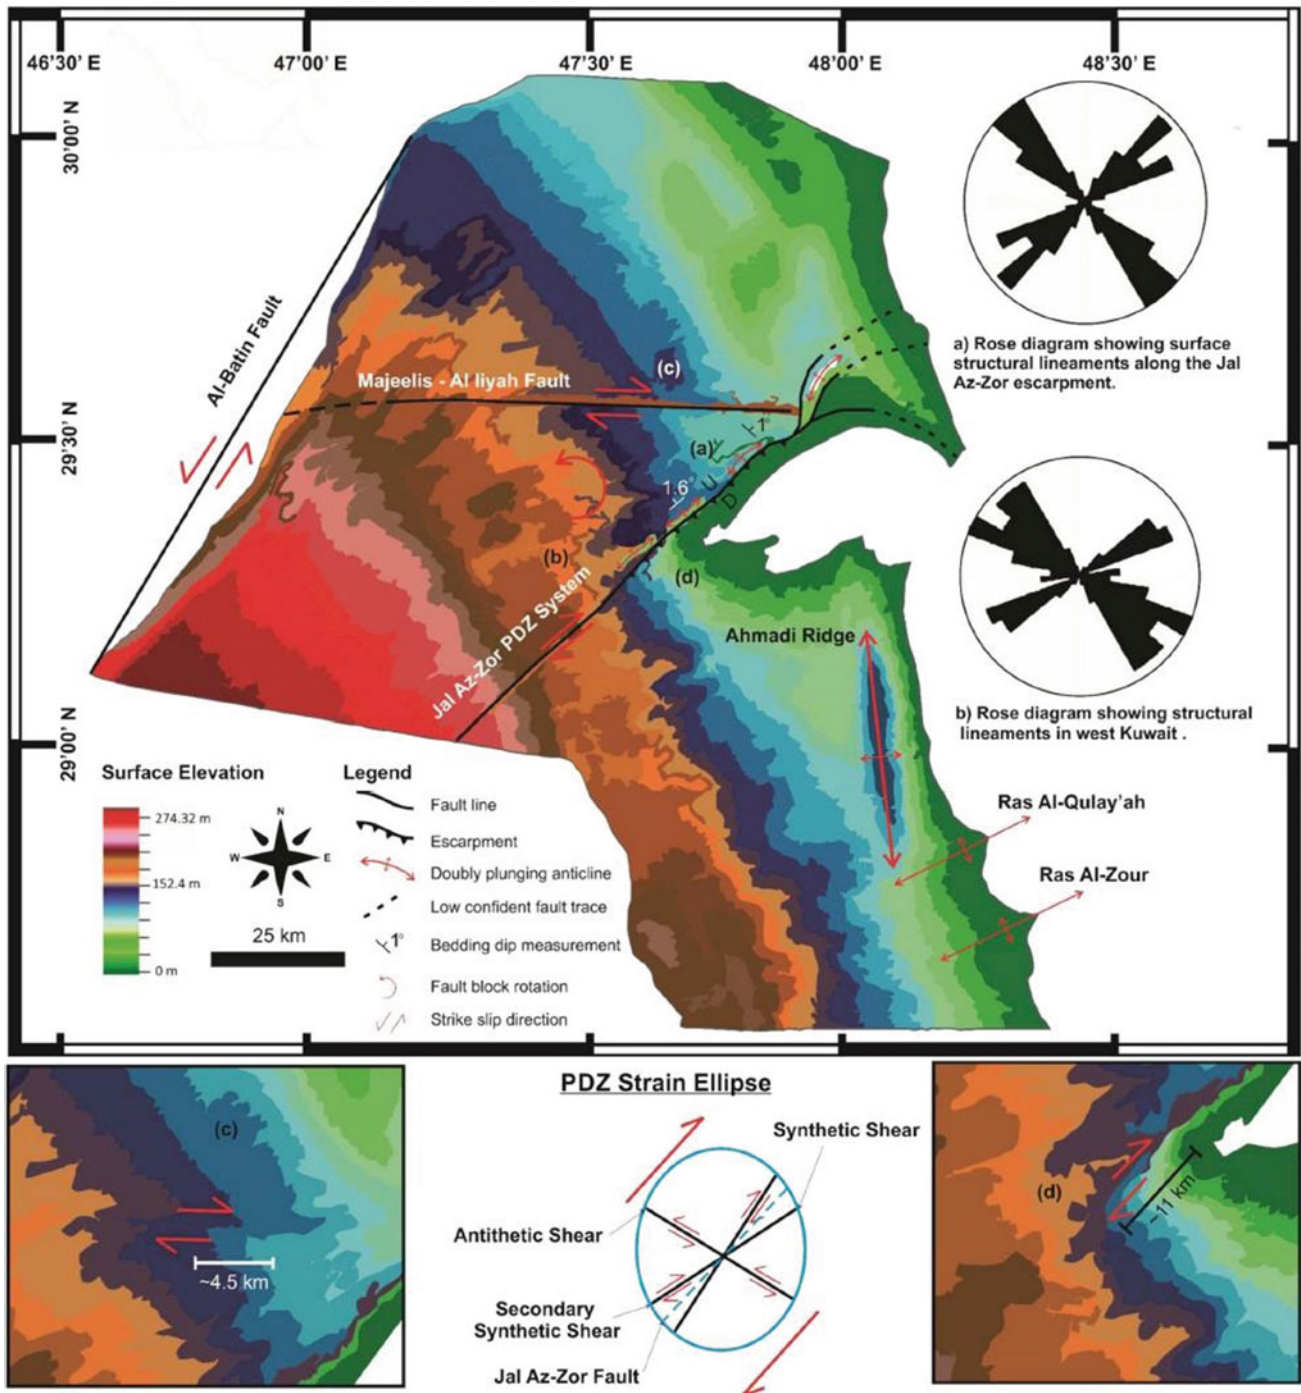 46'30' E
47'00' E
47'30' E
48'00' E
48'30' E
30'00' N
29'30' N
29'00' N
Al-Batin Fault
Majeelis - Al liyah Fault
(c)
(a)
1°
1.6°
U
D
(b)
(d)
Jal Az-Zor PDZ System
Ahmadi Ridge
Ras Al-Qulay'ah
Ras Al-Zour
a) Rose diagram showing surface
structural lineaments along the Jal
Az-Zor escarpment.
b) Rose diagram showing structural
lineaments in west Kuwait .
Surface Elevation
274.32 m
152.4 m
0 m
N
W
E
S
25 km
Legend
Fault line
Escarpment
Doubly plunging anticline
Low confident fault trace
1°
Bedding dip measurement
Fault block rotation
Strike slip direction
(c)
~4.5 km
PDZ Strain Ellipse
Synthetic Shear
Antithetic Shear
Secondary
Synthetic Shear
Jal Az-Zor Fault
(d)
~11 km